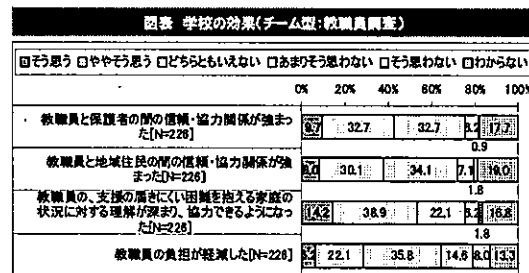 図表 学校の効果(チーム型:教職員調査)
そう思う ややそう思う どちらともいえない あまりそう思わない そう思わない わからない
0% 20% 40% 60% 80% 100%
教職員と保護者の間の信頼・協力関係が強まっ
た[N=226]
9.7 32.7 32.7 17.7
0.9
教職員と地域住民の間の信頼・協力関係が強
まった[N=226]
8.0 30.1 34.1 7.1 19.0
1.8
教職員の、支援の届きにくい困難を抱える家庭の
状況に対する理解が深まり、協力できるようになっ
た[N=226]
14.2 38.9 22.1 16.8
1.8
教職員の負担が軽減した[N=226]
22.1 35.8 14.6 8.0 13.3